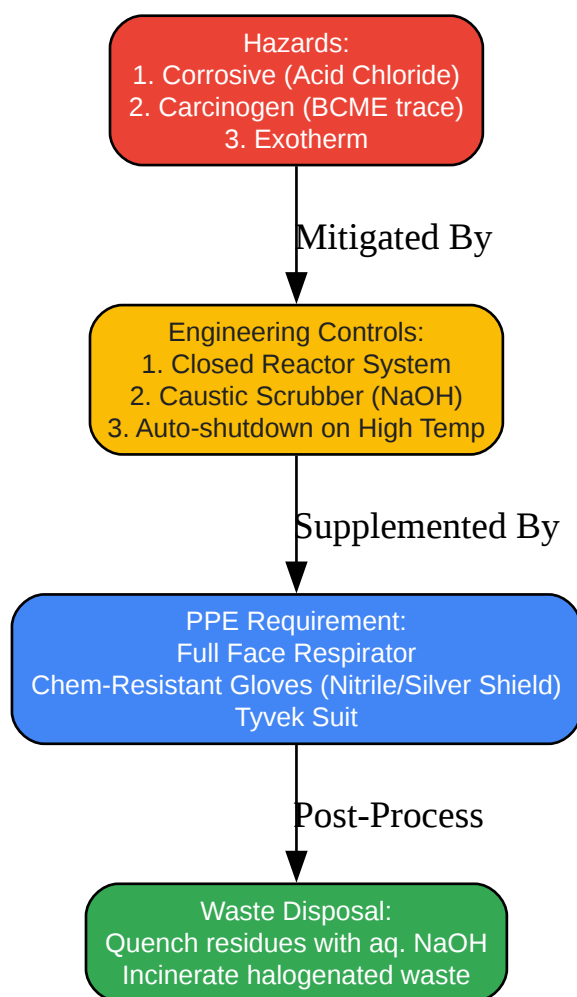 Hazards:
1. Corrosive (Acid Chloride)
2. Carcinogen (BCME trace)
3. Exotherm
Mitigated By
Engineering Controls:
1. Closed Reactor System
2. Caustic Scrubber (NaOH)
3. Auto-shutdown on High Temp
Supplemented By
PPE Requirement:
Full Face Respirator
Chem-Resistant Gloves (Nitrile/Silver Shield)
Tyvek Suit
Post-Process
Waste Disposal:
Quench residues with aq. NaOH
Incinerate halogenated waste